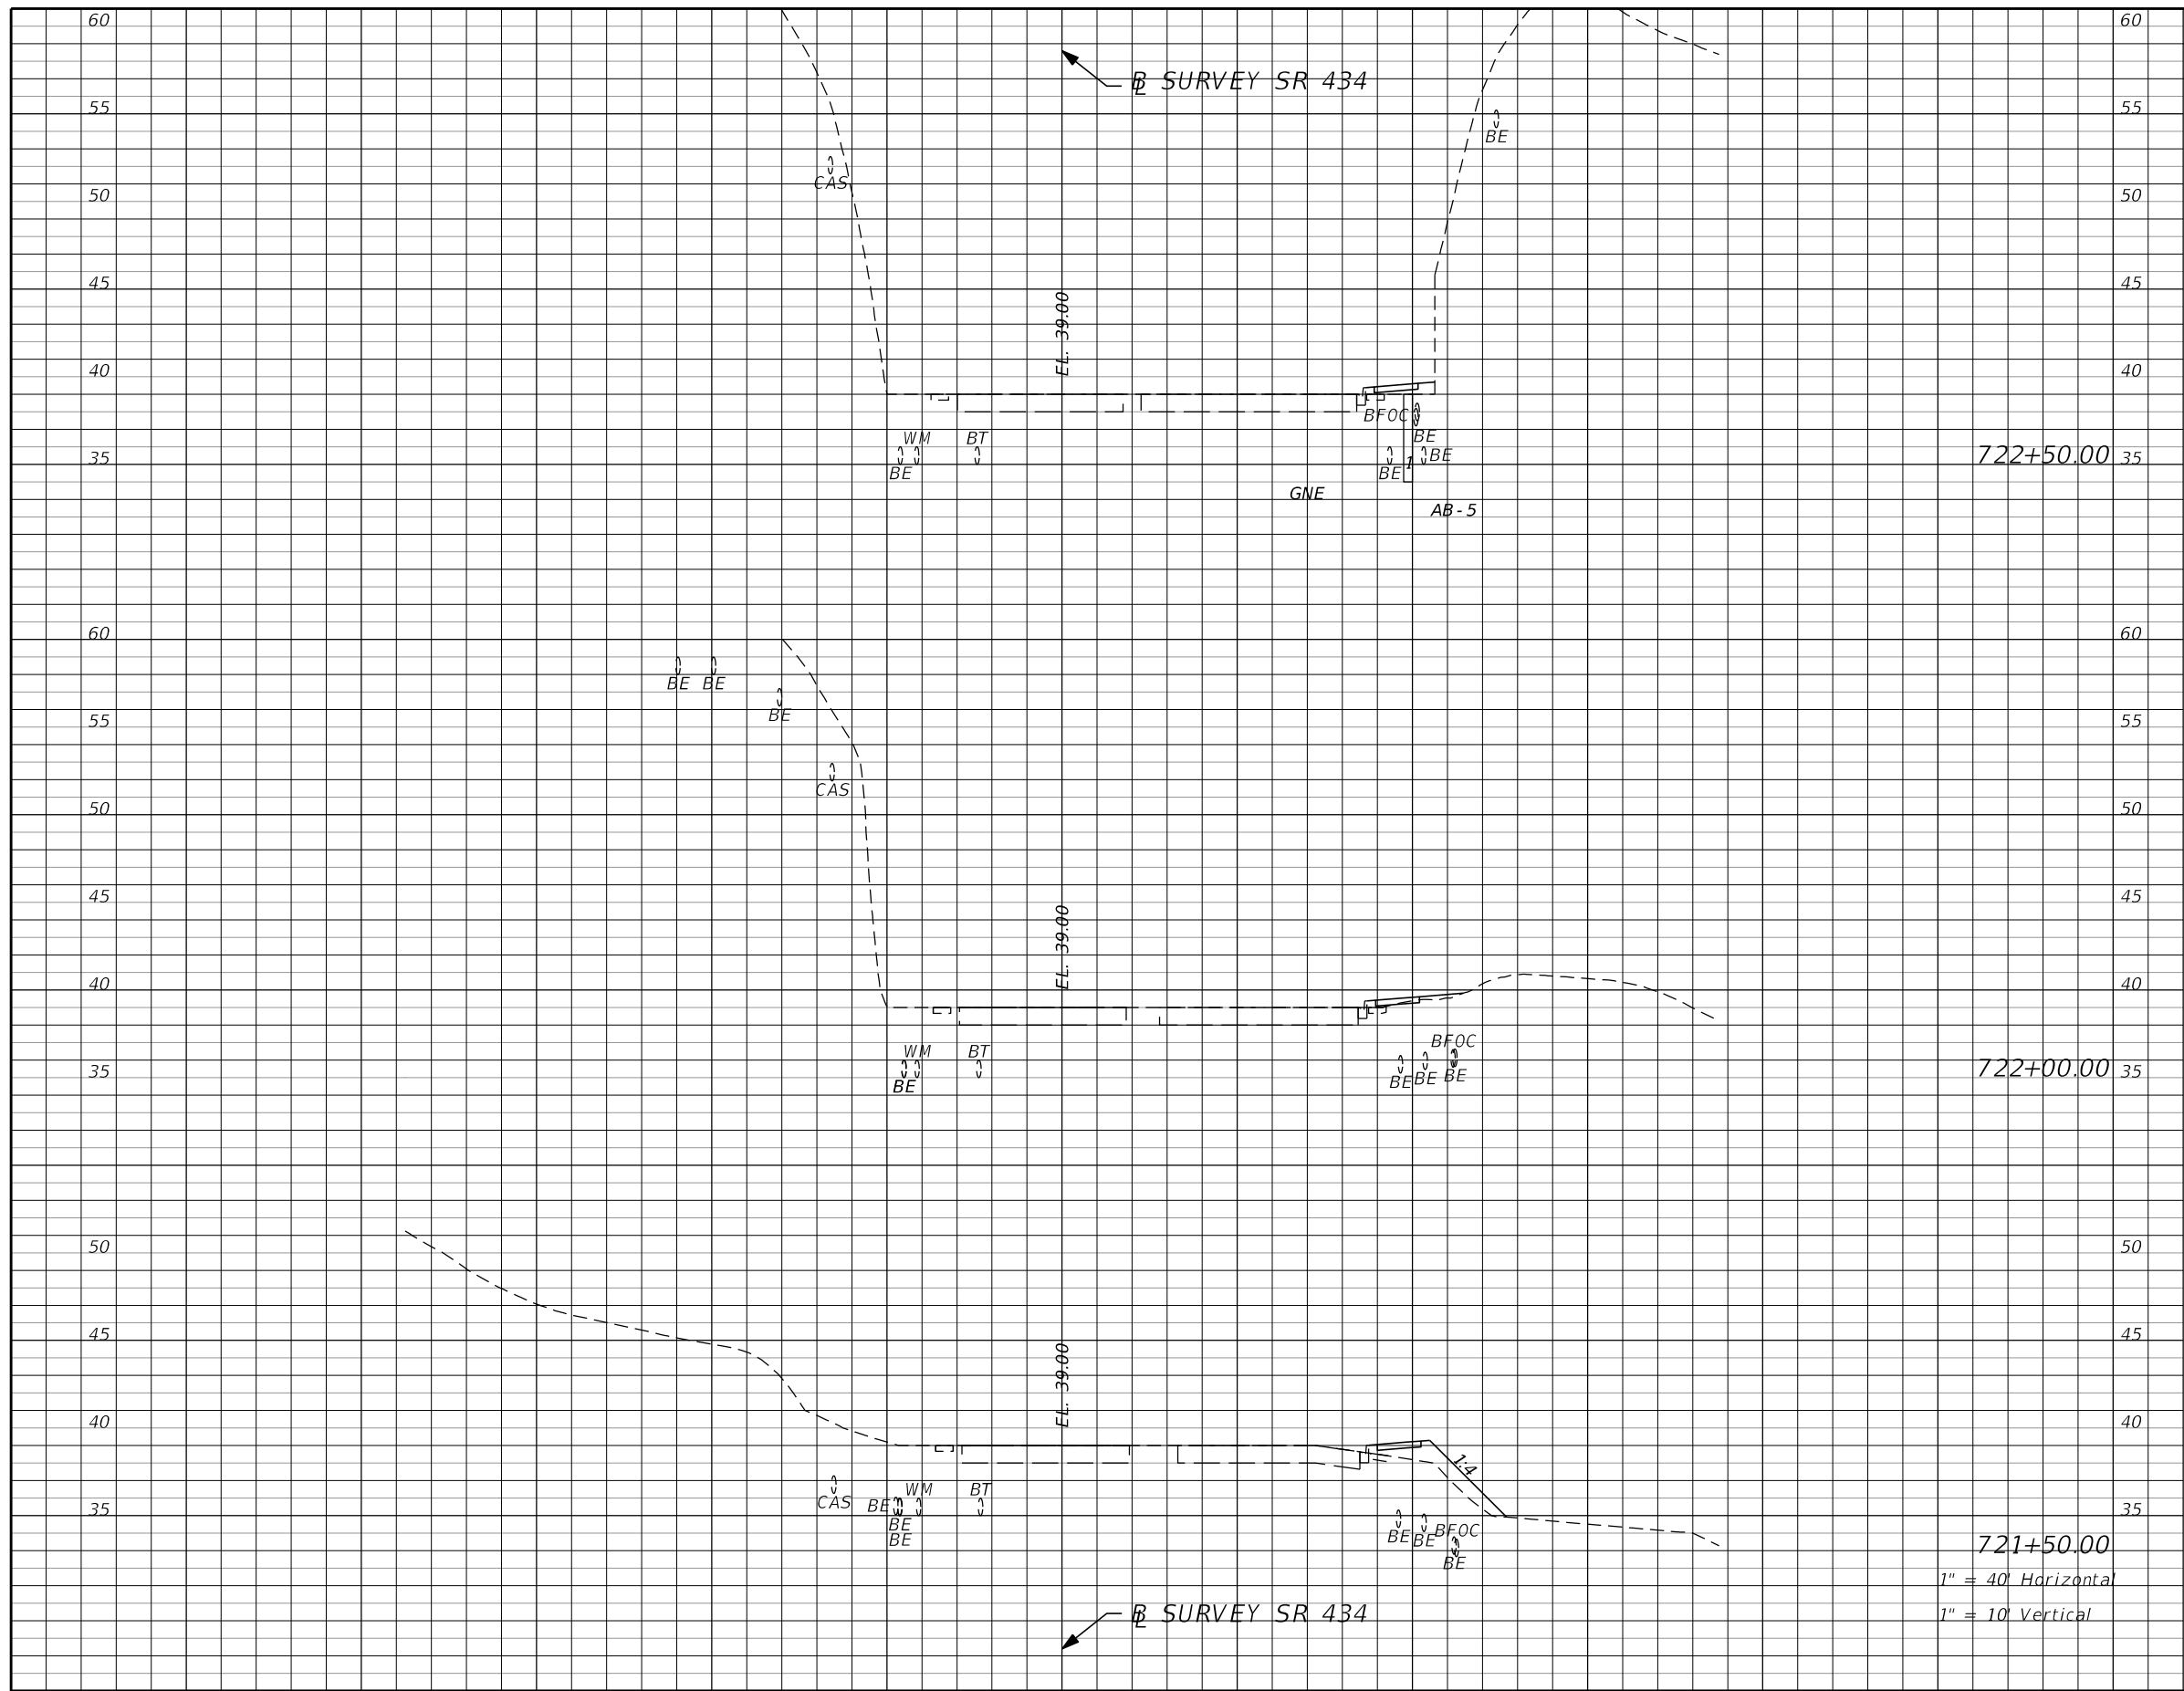 60 60
℄ SURVEY SR 434
55 55
BE
CAS
50 50
45 45
EL. 39.00
40 40
BFOC
WM BT BE
BE
35 722+50.00 35
BE BE 1
GNE
AB-5
60 60
BE BE
BE
55 55
CAS
50 50
45 45
EL. 39.00
40 40
BFOC
WM BT
35 722+00.00 35
BE BE BE BE
50 50
45 45
EL. 39.00
40 40
1:4
WM BT
CAS BE
35 35
BE BFOC
BE BE BE
BE
721+50.00
1" = 40' Horizontal
℄ SURVEY SR 434
1" = 10' Vertical